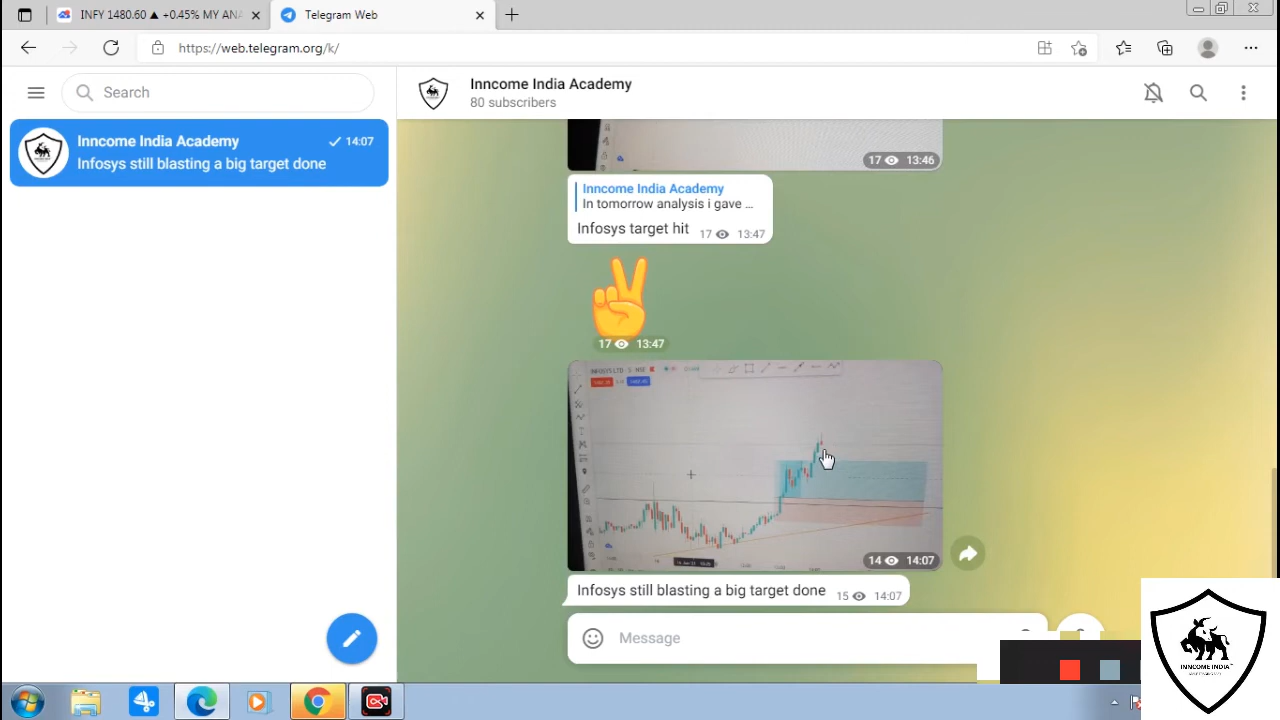 INFY 1480.60 ▲ +0.45% MY ANA
Telegram Web
https://web.telegram.org/k/
Search
Inncome India Academy
80 subscribers
Inncome India Academy
14:07
Infosys still blasting a big target done
17 13:46
Inncome India Academy
In tomorrow analysis i gave ...
Infosys target hit
17 13:47
17 13:47
INFOSYS LTD
14 14:07
Infosys still blasting a big target done
15 14:07
Message
INNCOME INDIA